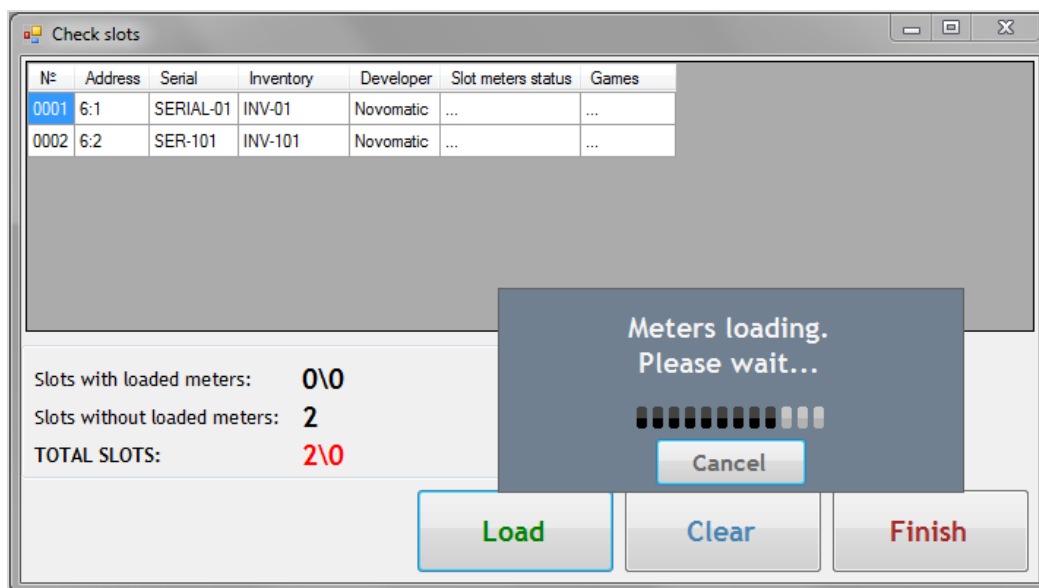 Check slots
Nº Address Serial Inventory Developer Slot meters status Games
0001 6:1 SERIAL-01 INV-01 Novomatic ... ...
0002 6:2 SER-101 INV-101 Novomatic ... ...
Meters loading.
Please wait...
Cancel
Slots with loaded meters: 0\0
Slots without loaded meters: 2
TOTAL SLOTS: 2\0
Load Clear Finish